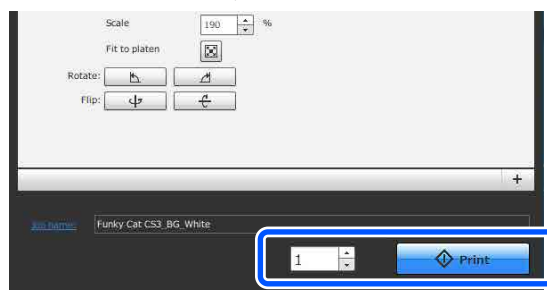 Scale 190 %
Fit to platen
Rotate:
Flip:
+
Job name: Funky Cat CS3_BG_White
1 Print